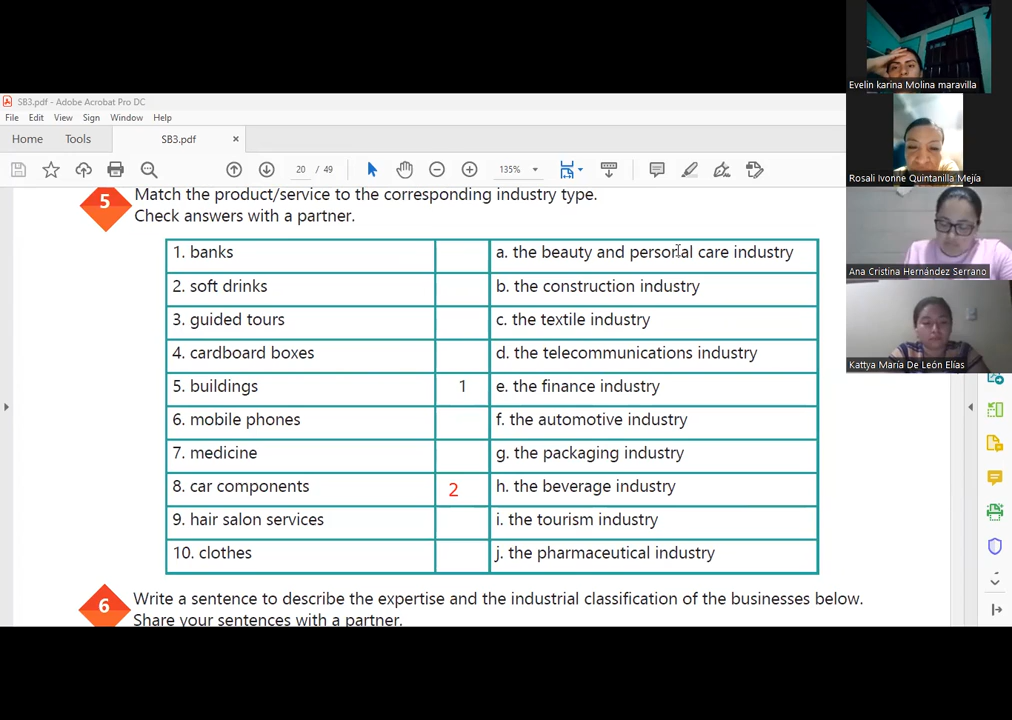 SB3.pdf - Adobe Acrobat Pro DC
File Edit View Sign Window Help
Home Tools SB3.pdf ×
20 / 49 135%
5 Match the product/service to the corresponding industry type.
Check answers with a partner.
1. banks a. the beauty and personal care industry
2. soft drinks b. the construction industry
3. guided tours c. the textile industry
4. cardboard boxes d. the telecommunications industry
5. buildings 1 e. the finance industry
6. mobile phones f. the automotive industry
7. medicine g. the packaging industry
8. car components 2 h. the beverage industry
9. hair salon services i. the tourism industry
10. clothes j. the pharmaceutical industry
6 Write a sentence to describe the expertise and the industrial classification of the businesses below.
Share your sentences with a partner.
Evelin karina Molina maravilla
Rosali Ivonne Quintanilla Mejía
Ana Cristina Hernández Serrano
Kattya María De León Elías